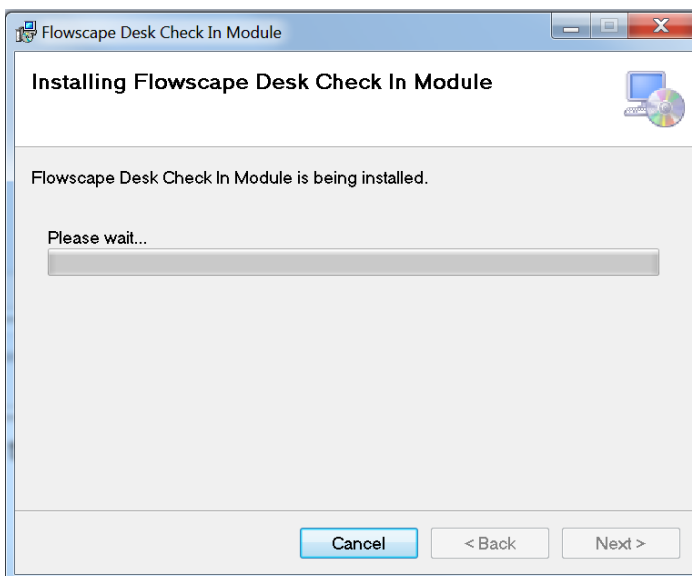 Flowscape Desk Check In Module
Installing Flowscape Desk Check In Module
Flowscape Desk Check In Module is being installed.
Please wait...
Cancel
< Back
Next >